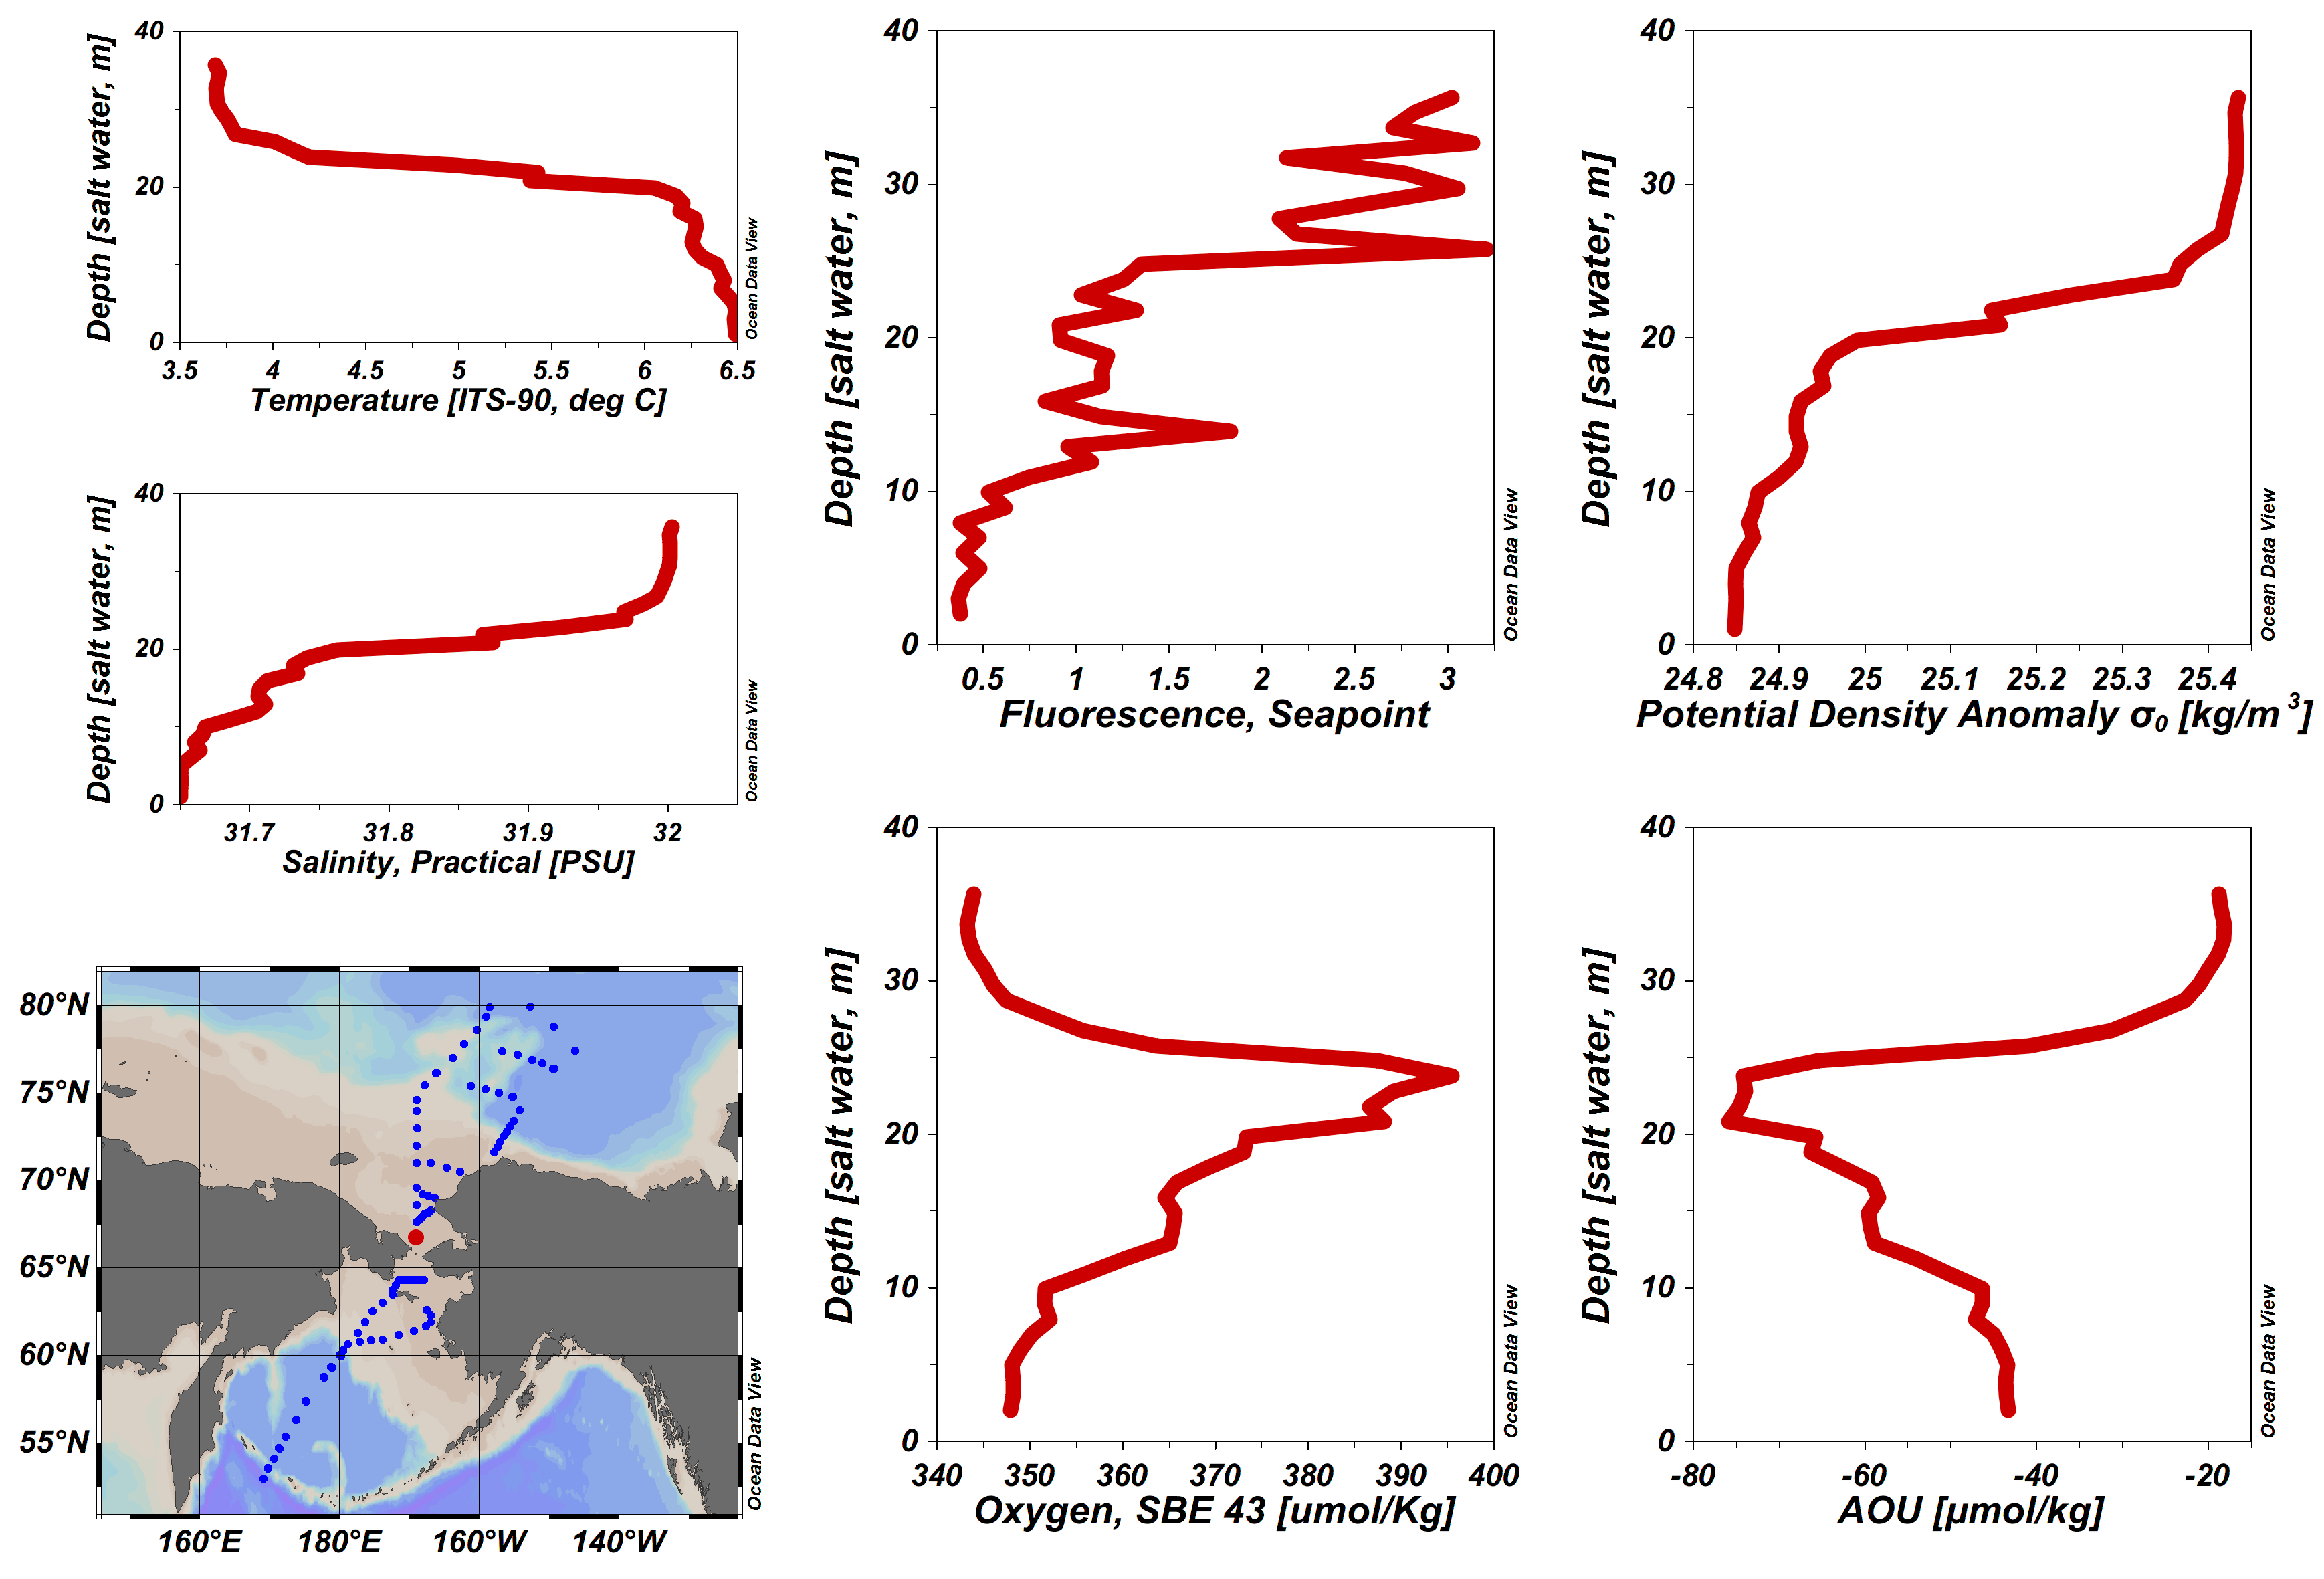 40
20
0
Depth [salt water, m]
3.5 4 4.5 5 5.5 6 6.5
Temperature [ITS-90, deg C]
Ocean Data View
40
20
0
Depth [salt water, m]
31.7 31.8 31.9 32
Salinity, Practical [PSU]
Ocean Data View
80°N
75°N
70°N
65°N
60°N
55°N
160°E 180°E 160°W 140°W
Ocean Data View
40
30
20
10
0
Depth [salt water, m]
0.5 1 1.5 2 2.5 3
Fluorescence, Seapoint
Ocean Data View
40
30
20
10
0
Depth [salt water, m]
24.8 24.9 25 25.1 25.2 25.3 25.4
Potential Density Anomaly σ₀ [kg/m³]
Ocean Data View
40
30
20
10
0
Depth [salt water, m]
340 350 360 370 380 390 400
Oxygen, SBE 43 [umol/Kg]
Ocean Data View
40
30
20
10
0
Depth [salt water, m]
-80 -60 -40 -20
AOU [µmol/kg]
Ocean Data View